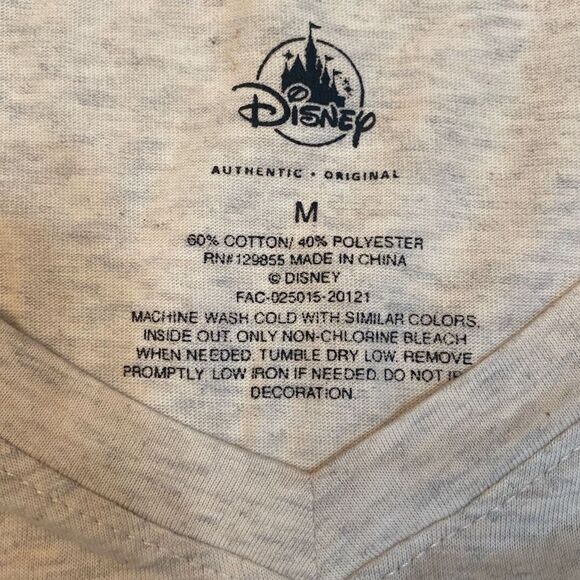 Disney
AUTHENTIC • ORIGINAL
M
60% COTTON/ 40% POLYESTER
RN#129855 MADE IN CHINA
© DISNEY
FAC-025015-20121
MACHINE WASH COLD WITH SIMILAR COLORS.
INSIDE OUT. ONLY NON-CHLORINE BLEACH
WHEN NEEDED. TUMBLE DRY LOW. REMOVE
PROMPTLY. LOW IRON IF NEEDED. DO NOT
DECORATION.